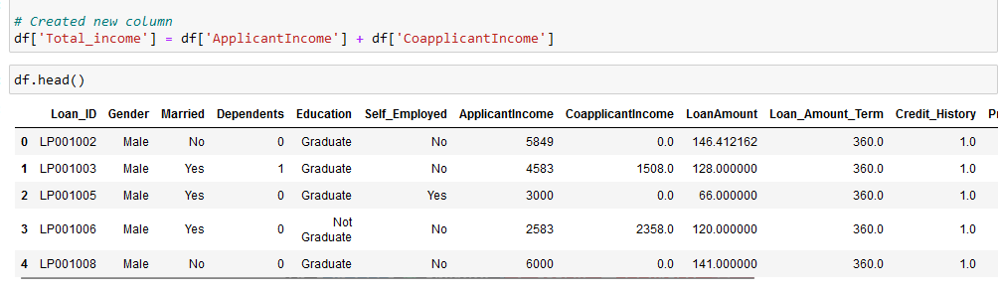 # Created new column
df['Total_income'] = df['ApplicantIncome'] + df['CoapplicantIncome']
df.head()
Loan_ID Gender Married Dependents Education Self_Employed ApplicantIncome CoapplicantIncome LoanAmount Loan_Amount_Term Credit_History P
0 LP001002 Male No 0 Graduate No 5849 0.0 146.412162 360.0 1.0
1 LP001003 Male Yes 1 Graduate No 4583 1508.0 128.000000 360.0 1.0
2 LP001005 Male Yes 0 Graduate Yes 3000 0.0 66.000000 360.0 1.0
3 LP001006 Male Yes 0 Not Graduate No 2583 2358.0 120.000000 360.0 1.0
4 LP001008 Male No 0 Graduate No 6000 0.0 141.000000 360.0 1.0